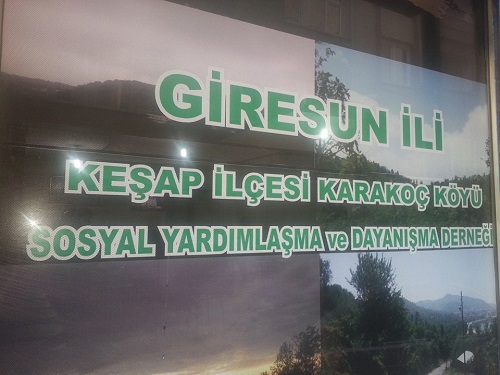 GİRESUN İLİ
KEŞAP İLÇESİ KARAKOÇ KÖYÜ
SOSYAL YARDIMLAŞMA ve DAYANIŞMA DERNEĞİ